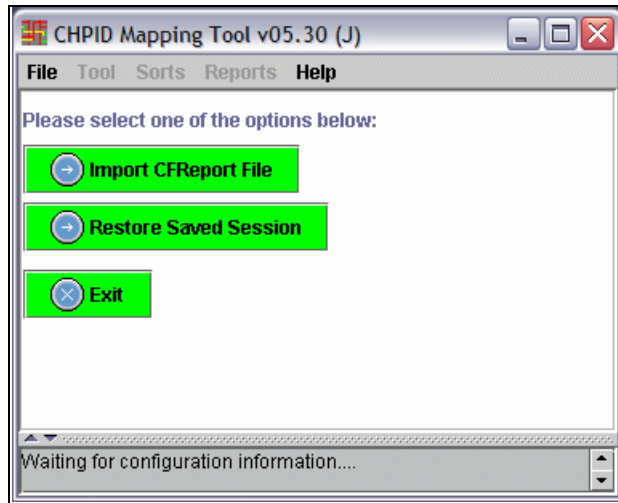 CHPID Mapping Tool v05.30 (J)
File Tool Sorts Reports Help
Please select one of the options below:
Import CFReport File
Restore Saved Session
Exit
Waiting for configuration information....